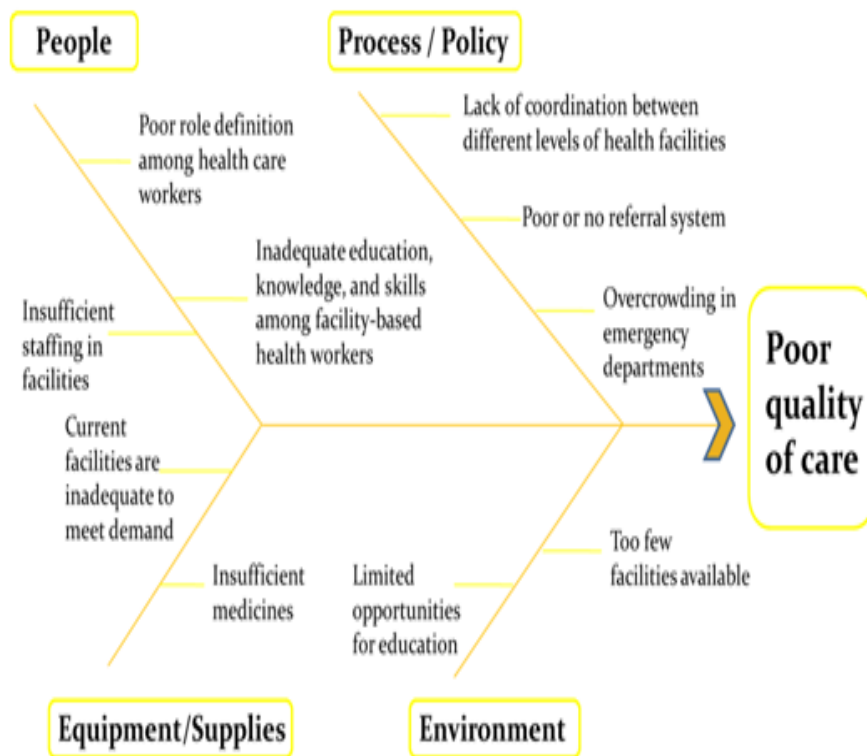 People
Process / Policy
Poor role definition
among health care
workers
Lack of coordination between
different levels of health facilities
Poor or no referral system
Inadequate education,
knowledge, and skills
among facility-based
health workers
Insufficient
staffing in
facilities
Overcrowding in
emergency
departments
Poor
quality
of care
Current
facilities are
inadequate to
meet demand
Insufficient
medicines
Limited
opportunities
for education
Too few
facilities available
Equipment/Supplies
Environment